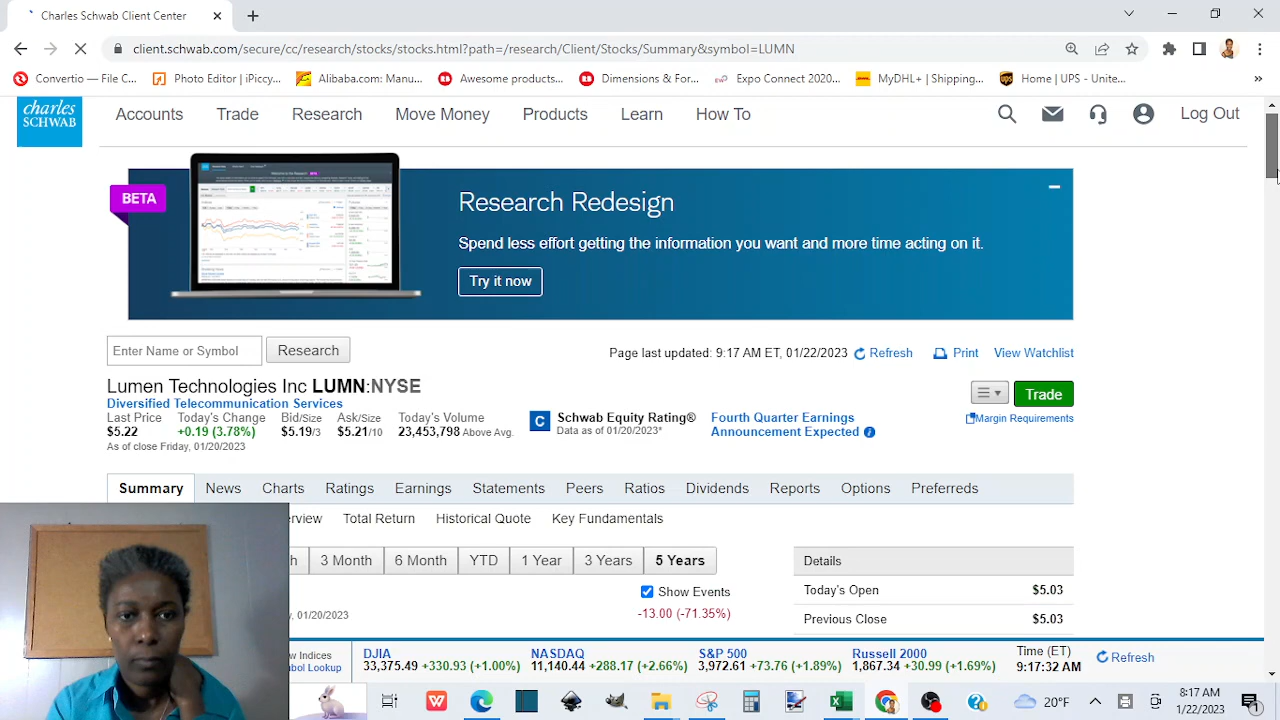 Charles
client.schwab.com/secure/cc/research/stocks/stocks.html?path=/research/Client/Stocks/Summary&symbol=LUMN
Convertio — File C... Photo Editor | iPiccy... Alibaba.com: Manu... Awesome products... Dimensions & For... Promo Coct 2020... MyDHL+ | Shipping... Home | UPS - Unite... »
charles SCHWAB
Accounts Trade Research Move Money Products Learn How To Log Out
BETA
Research Redesign
Spend less effort getting the information you want and more time acting on it.
Try it now
Enter Name or Symbol Research Page last updated: 9:17 AM ET, 01/22/2023 Refresh Print View Watchlist
Lumen Technologies Inc LUMN:NYSE Trade
Diversified Telecommunication Services
Last Price Today's Change Bid/Size Ask/Size Today's Volume Schwab Equity Rating® Fourth Quarter Earnings Margin Requirements
$5.22 +0.19 (3.78%) $5.19/3 $5.21/10 23,453,798 Above Avg. C Data as of 01/20/2023* Announcement Expected
As of close Friday, 01/20/2023
Summary News Charts Ratings Earnings Statements Peers Ratios Dividends Reports Options Preferreds
erview Total Return Historical Quote Key Fundamentals
h 3 Month 6 Month YTD 1 Year 3 Years 5 Years Details
Show Events Today's Open $5.03
, 01/20/2023 -13.00 (-71.35%) Previous Close $5.03
w Indices DJIA NASDAQ S&P 500 Russell 2000 Time (ET)
bol Lookup 33,375.49 +330.93 (+1.00%) 11,140.44 +288.17 (+2.66%) 3,972.61 +73.76 (+1.89%) 1,867.34 +30.99 (+1.69%) 9:17:32 AM Refresh
20°F 8:17 AM
1/22/2023